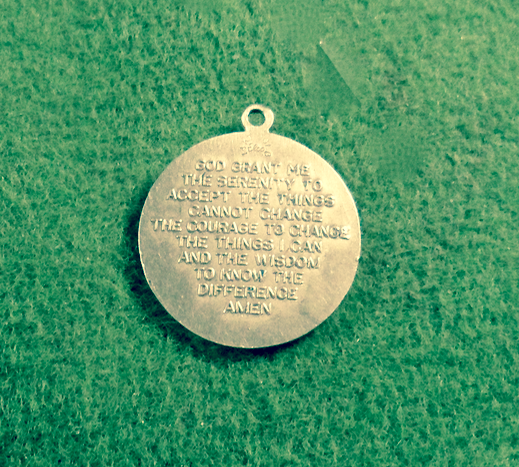 GOD GRANT ME
THE SERENITY TO
ACCEPT THE THINGS
CANNOT CHANGE
THE COURAGE TO CHANGE
THE THINGS I CAN
AND THE WISDOM
TO KNOW THE
DIFFERENCE
AMEN